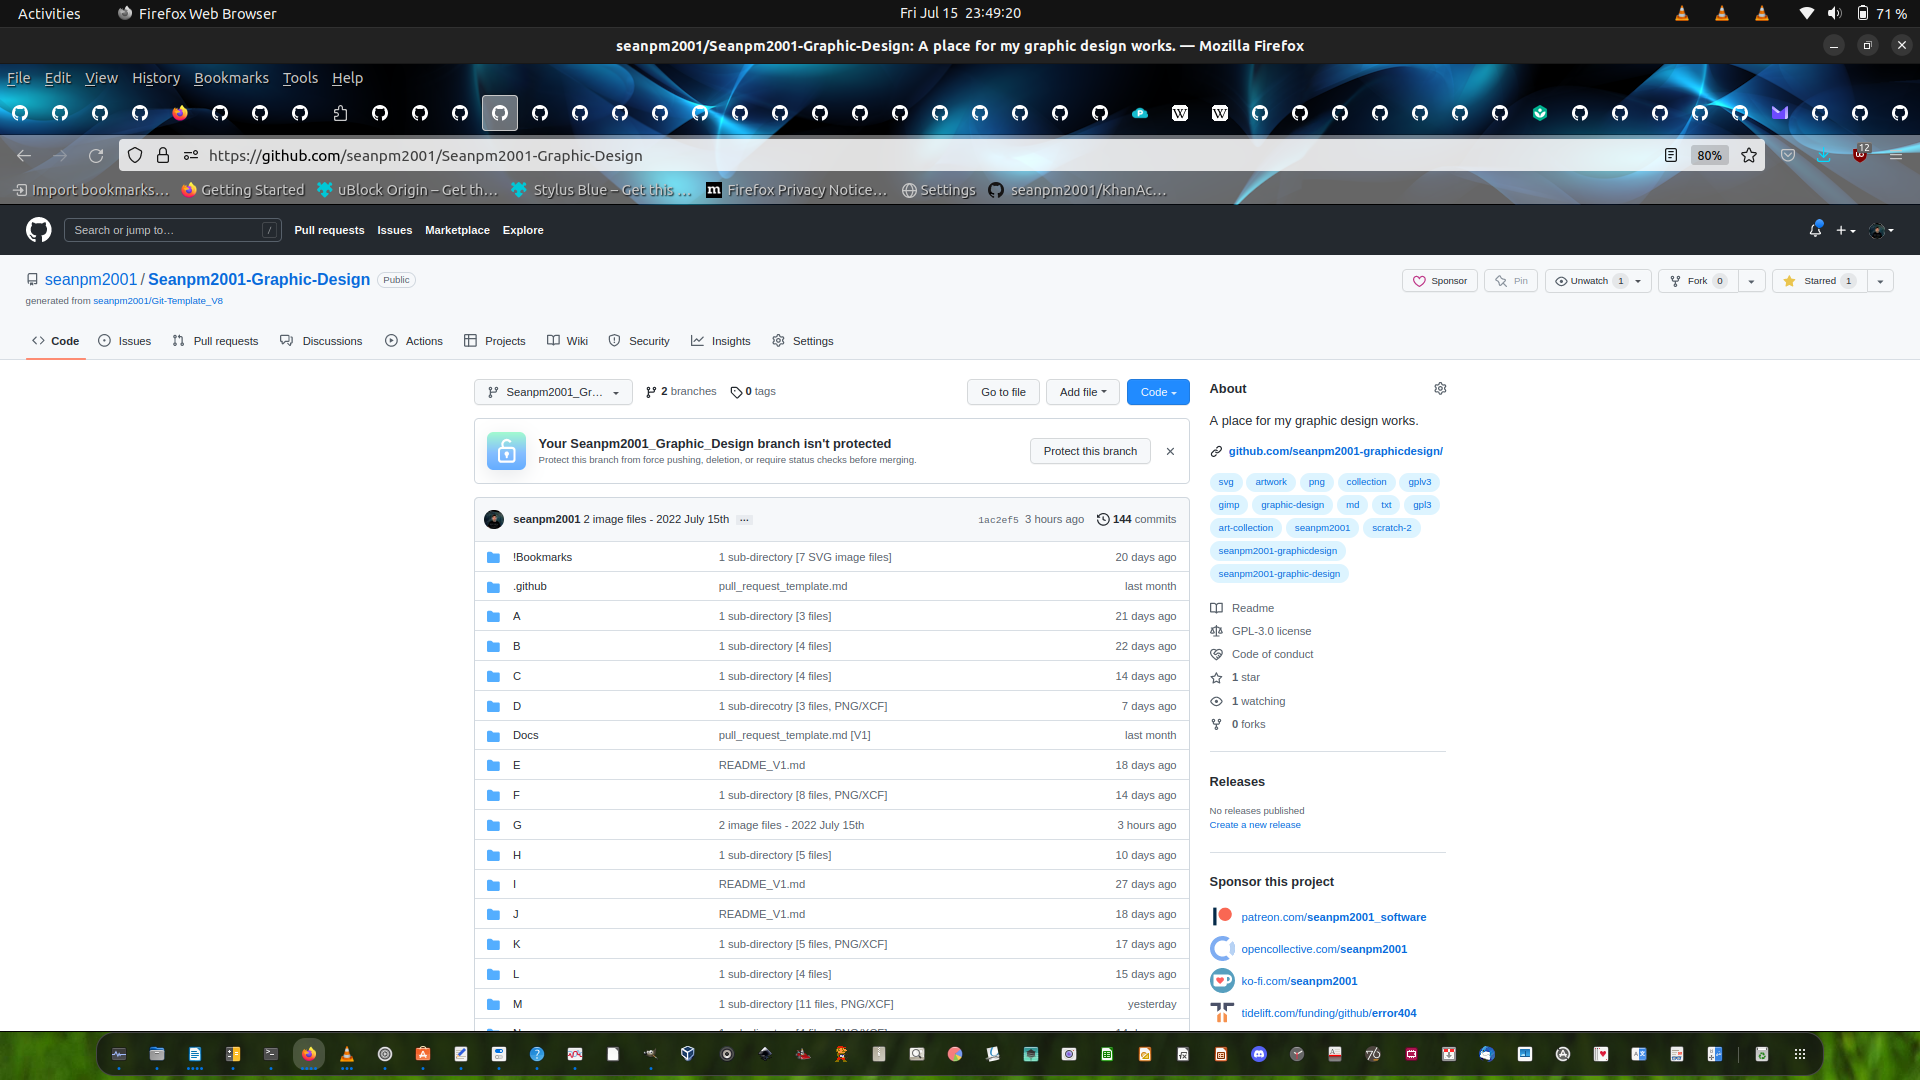 Activities Firefox Web Browser Fri Jul 15 23:49:20 71 %
seanpm2001/Seanpm2001-Graphic-Design: A place for my graphic design works. — Mozilla Firefox
File Edit View History Bookmarks Tools Help
https://github.com/seanpm2001/Seanpm2001-Graphic-Design 80% 12
Import bookmarks… Getting Started uBlock Origin – Get th… Stylus Blue – Get this … Firefox Privacy Notice… Settings seanpm2001/KhanAc…
Search or jump to… / Pull requests Issues Marketplace Explore
seanpm2001 / Seanpm2001-Graphic-Design Public Sponsor Pin Unwatch 1 Fork 0 Starred 1
generated from seanpm2001/Git-Template_V8
Code Issues Pull requests Discussions Actions Projects Wiki Security Insights Settings
Seanpm2001_Gr… 2 branches 0 tags Go to file Add file Code
Your Seanpm2001_Graphic_Design branch isn't protected
Protect this branch from force pushing, deletion, or require status checks before merging.
Protect this branch
seanpm2001 2 image files - 2022 July 15th … 1ac2ef5 3 hours ago 144 commits
!Bookmarks 1 sub-directory [7 SVG image files] 20 days ago
.github pull_request_template.md last month
A 1 sub-directory [3 files] 21 days ago
B 1 sub-directory [4 files] 22 days ago
C 1 sub-directory [4 files] 14 days ago
D 1 sub-direcotry [3 files, PNG/XCF] 7 days ago
Docs pull_request_template.md [V1] last month
E README_V1.md 18 days ago
F 1 sub-directory [8 files, PNG/XCF] 14 days ago
G 2 image files - 2022 July 15th 3 hours ago
H 1 sub-directory [5 files] 10 days ago
I README_V1.md 27 days ago
J README_V1.md 18 days ago
K 1 sub-directory [5 files, PNG/XCF] 17 days ago
L 1 sub-directory [4 files] 15 days ago
M 1 sub-directory [11 files, PNG/XCF] yesterday
About
A place for my graphic design works.
github.com/seanpm2001-graphicdesign/
svg artwork png collection gplv3
gimp graphic-design md txt gpl3
art-collection seanpm2001 scratch-2
seanpm2001-graphicdesign
seanpm2001-graphic-design
Readme
GPL-3.0 license
Code of conduct
1 star
1 watching
0 forks
Releases
No releases published
Create a new release
Sponsor this project
patreon.com/seanpm2001_software
opencollective.com/seanpm2001
ko-fi.com/seanpm2001
tidelift.com/funding/github/error404